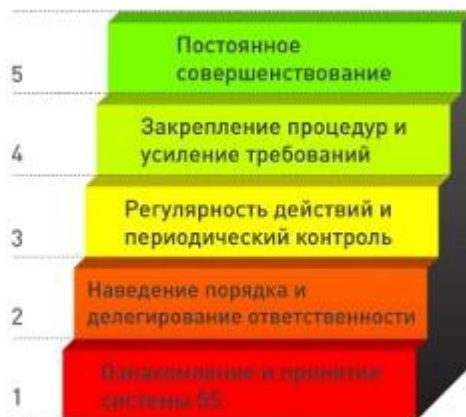 5
Постоянное
совершенствование
4
Закрепление процедур и
усиление требований
3
Регулярность действий и
периодический контроль
2
Наведение порядка и
делегирование ответственности
1
Ознакомление и принятие
системы 5S